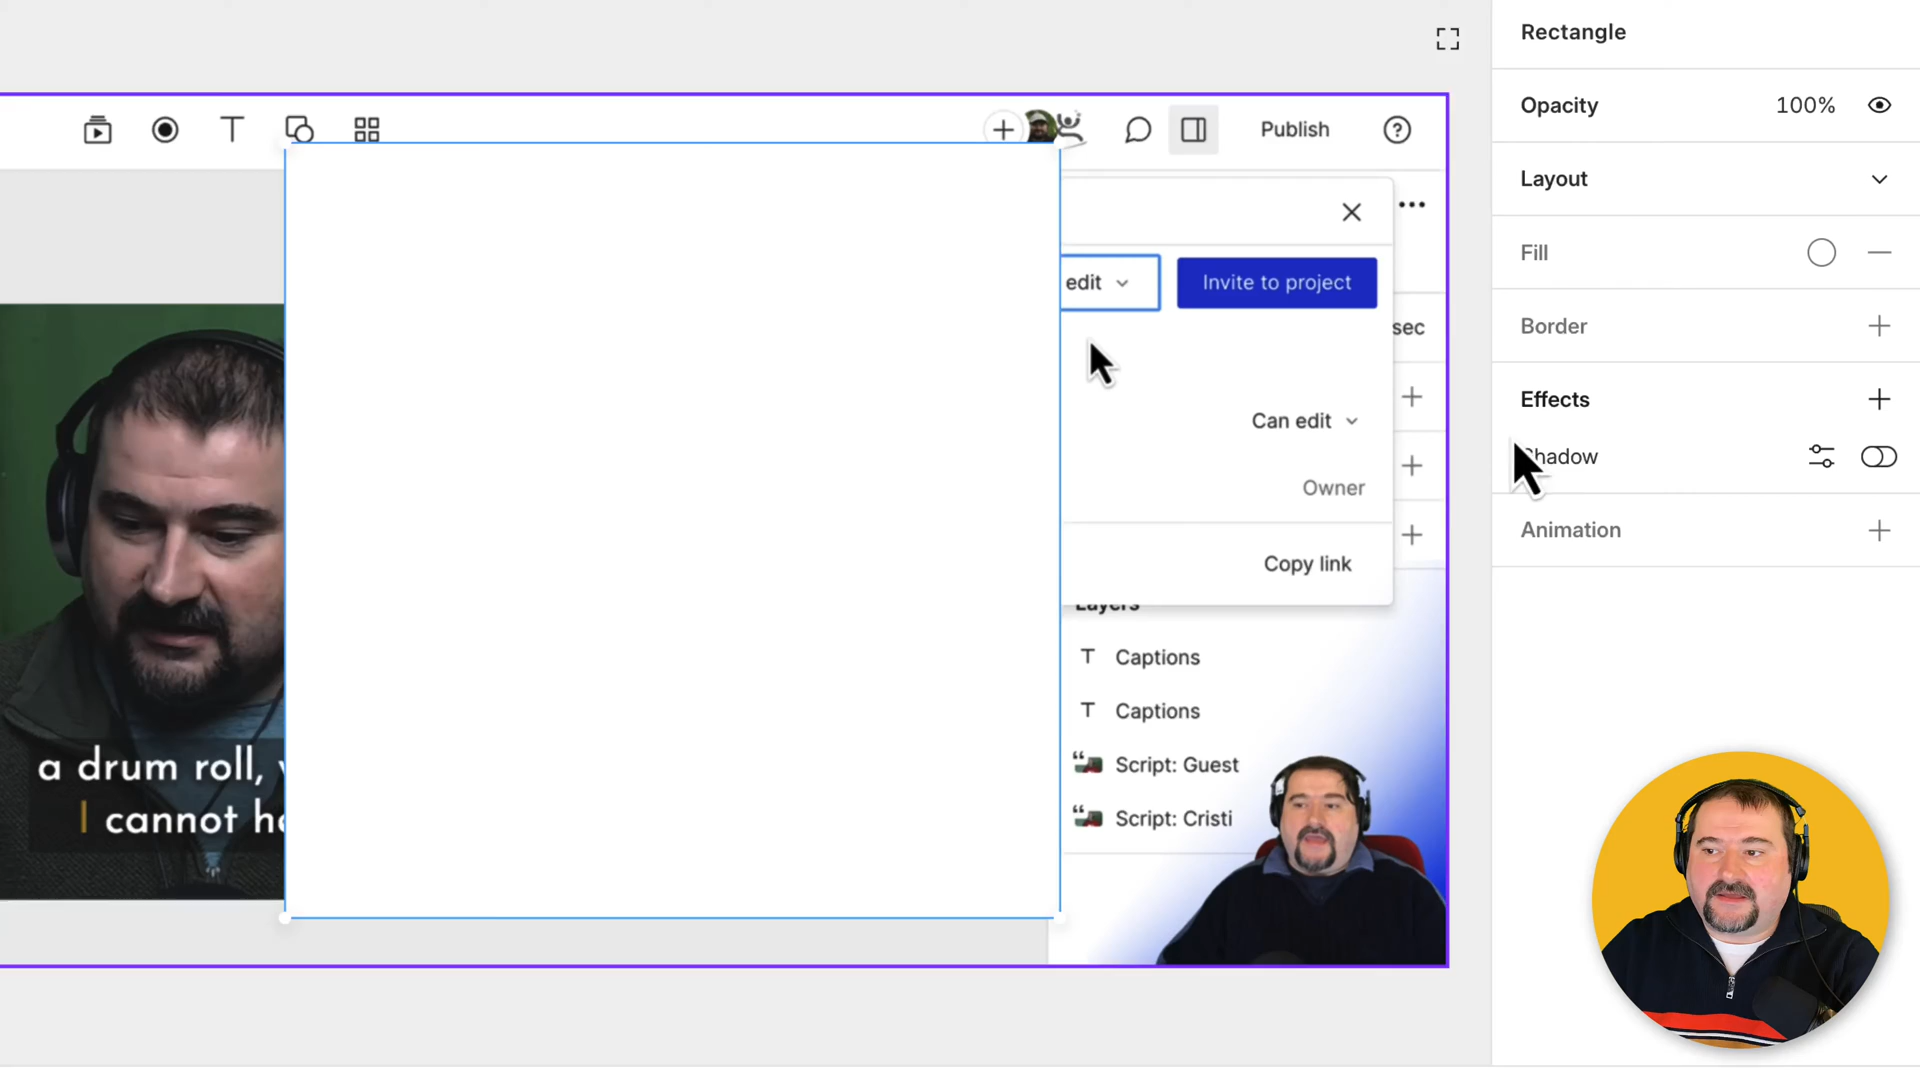 Rectangle
Opacity 100%
Layout
Fill
Border
Effects
Shadow
Animation
Publish
edit
Invite to project
sec
Can edit
Owner
Copy link
Layers
Captions
Captions
Script: Guest
Script: Cristi
a drum roll,
I cannot